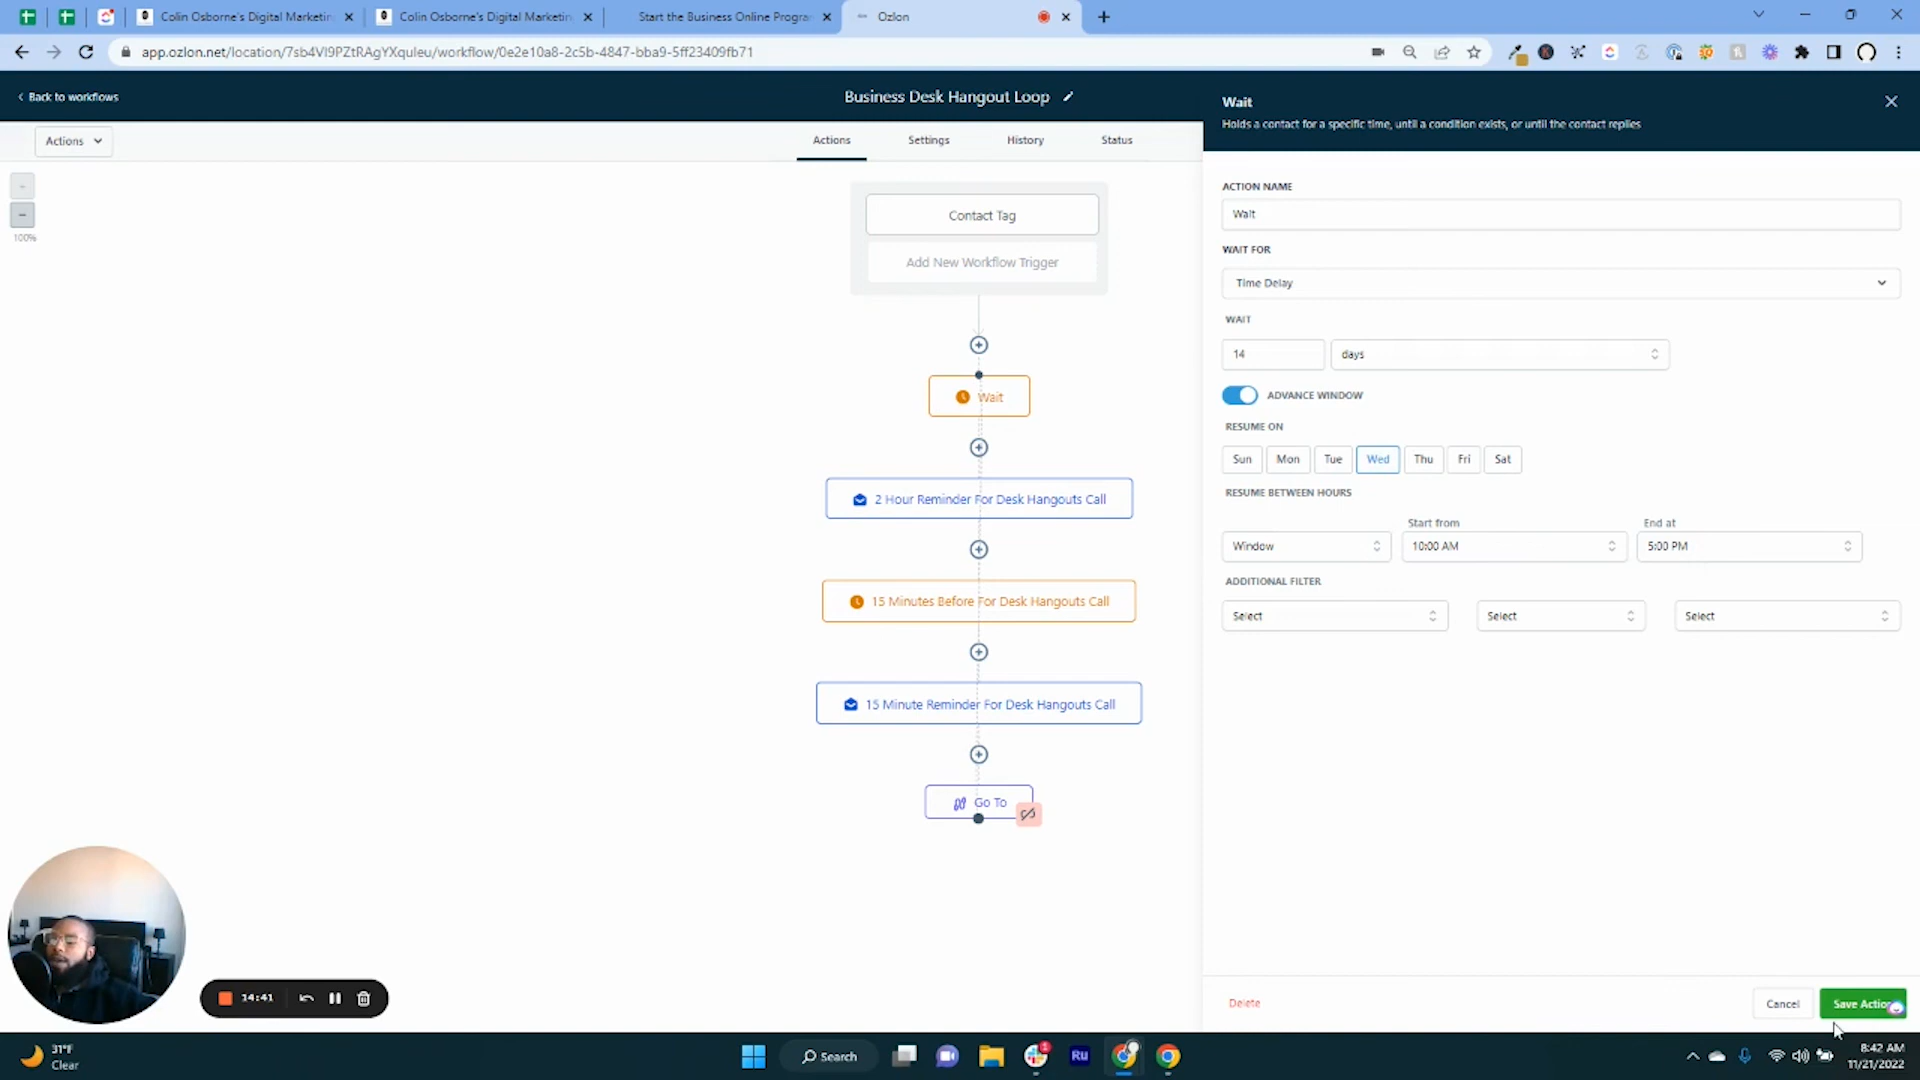 Colin Osborne's Digital Marketin
Colin Osborne's Digital Marketin
Start the Business Online Progra
Ozlon
app.ozlon.net/location/7sb4VI9PZtRAgYXquleu/workflow/0e2e10a8-2c5b-4847-bba9-5ff23409fb71
Back to workflows
Business Desk Hangout Loop
Actions
Actions
Settings
History
Status
100%
Contact Tag
Add New Workflow Trigger
Wait
2 Hour Reminder For Desk Hangouts Call
15 Minutes Before For Desk Hangouts Call
15 Minute Reminder For Desk Hangouts Call
Go To
Wait
Holds a contact for a specific time, until a condition exists, or until the contact replies
ACTION NAME
Wait
WAIT FOR
Time Delay
WAIT
14 days
ADVANCE WINDOW
RESUME ON
Sun Mon Tue Wed Thu Fri Sat
RESUME BETWEEN HOURS
Start from End at
Window 10:00 AM 5:00 PM
ADDITIONAL FILTER
Select Select Select
Delete
Cancel
Save Action
14:41
31°F
Clear
Search
Ru
8:42 AM
11/21/2022